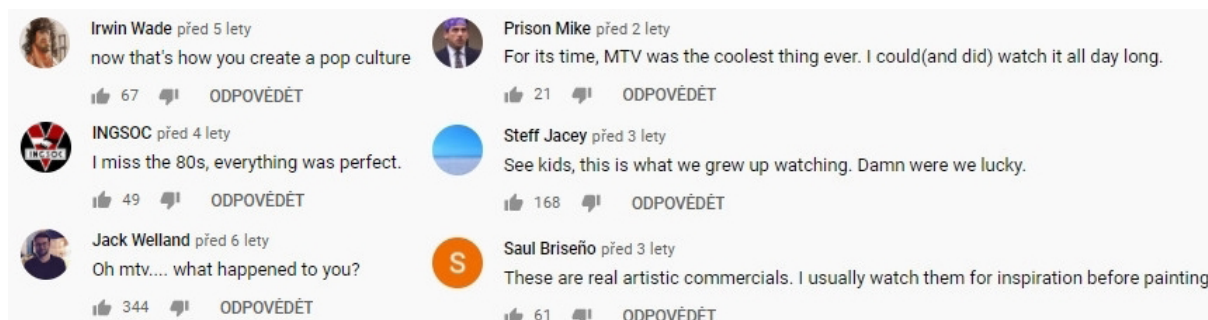 Irwin Wade před 5 lety
now that's how you create a pop culture
67 ODPOVĚDĚT
INGSOC před 4 lety
I miss the 80s, everything was perfect.
49 ODPOVĚDĚT
Jack Welland před 6 lety
Oh mtv.... what happened to you?
344 ODPOVĚDĚT
Prison Mike před 2 lety
For its time, MTV was the coolest thing ever. I could(and did) watch it all day long.
21 ODPOVĚDĚT
Steff Jacey před 3 lety
See kids, this is what we grew up watching. Damn were we lucky.
168 ODPOVĚDĚT
S
Saul Briseño před 3 lety
These are real artistic commercials. I usually watch them for inspiration before painting
61 ODPOVĚDĚT
INGSOC